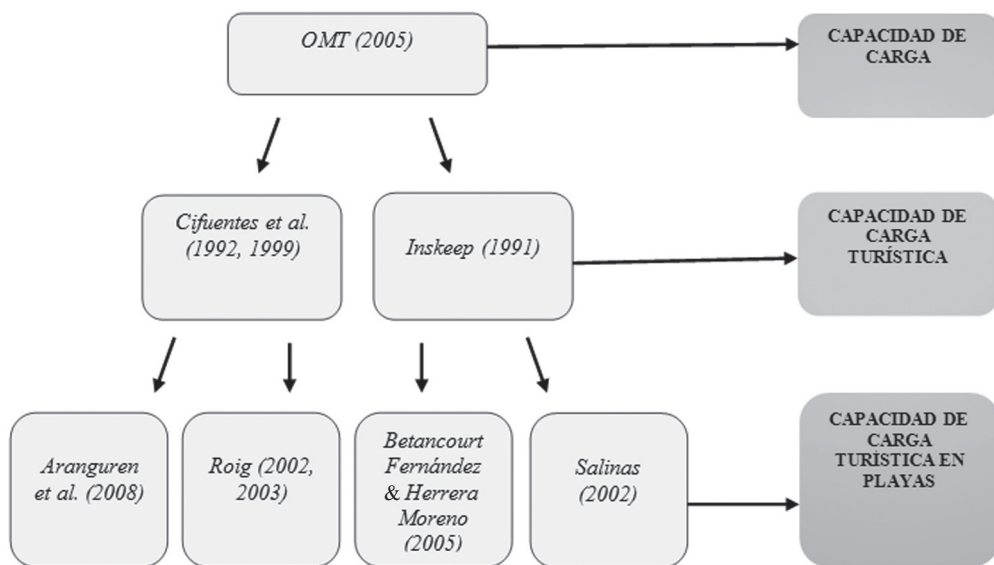 OMT (2005)
CAPACIDAD DE
CARGA
Cifuentes et al.
(1992, 1999)
Inskeep (1991)
CAPACIDAD DE
CARGA
TURÍSTICA
Aranguren
et al. (2008)
Roig (2002,
2003)
Betancourt
Fernández
& Herrera
Moreno
(2005)
Salinas
(2002)
CAPACIDAD DE
CARGA
TURÍSTICA EN
PLAYAS